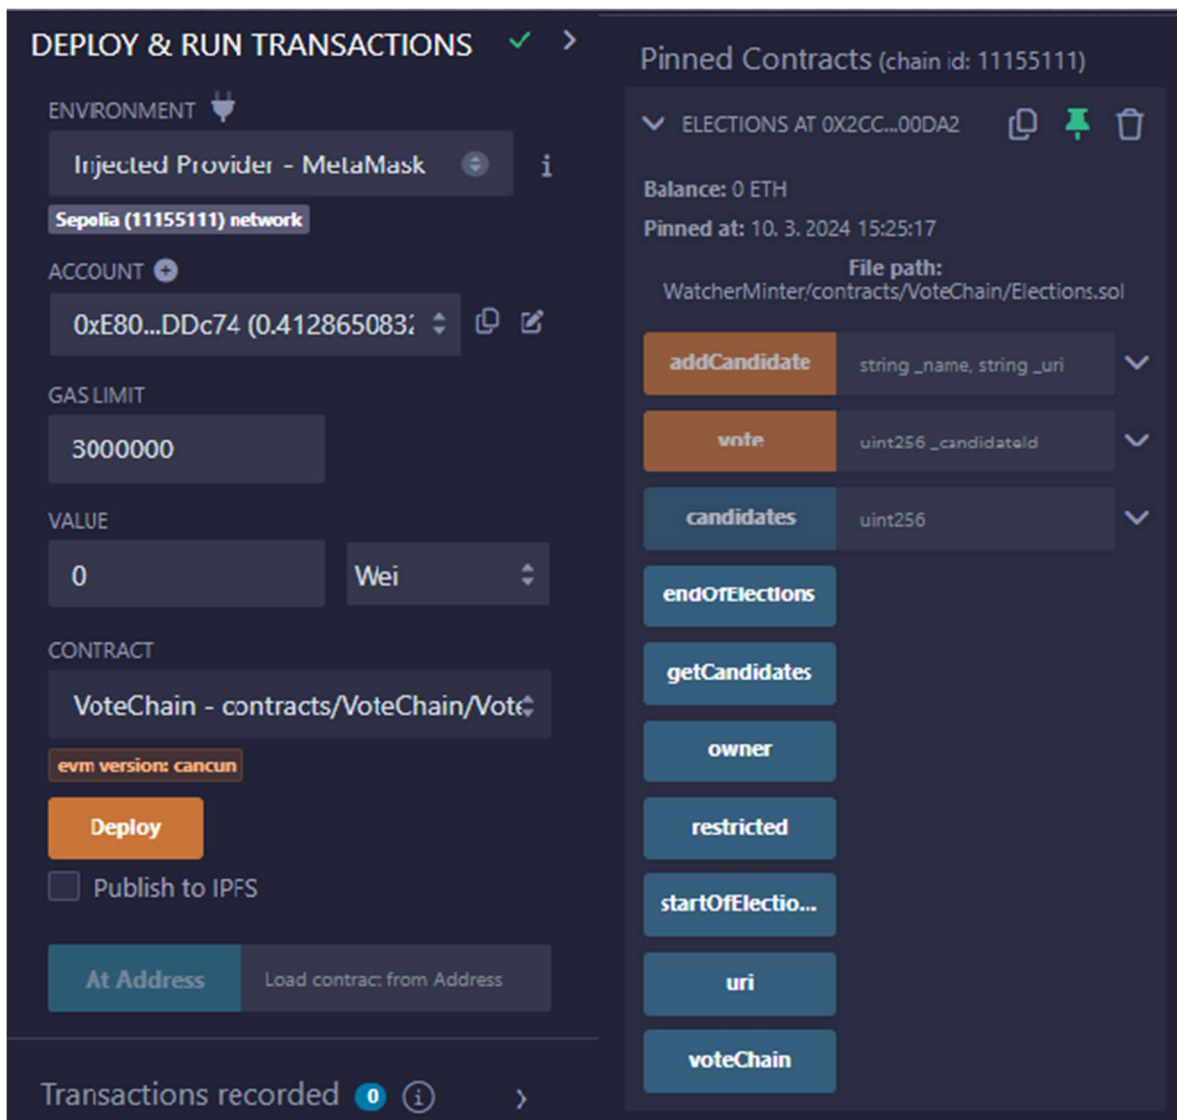 DEPLOY & RUN TRANSACTIONS
ENVIRONMENT
Injected Provider - MetaMask
Sepolia (11155111) network
ACCOUNT
0xE80...DDc74 (0.4128650832
GAS LIMIT
3000000
VALUE
0 Wei
CONTRACT
VoteChain - contracts/VoteChain/Vote
evm version: cancun
Deploy
Publish to IPFS
At Address Load contract from Address
Transactions recorded 0 i
Pinned Contracts (chain id: 11155111)
ELECTIONS AT 0X2CC...00DA2
Balance: 0 ETH
Pinned at: 10. 3. 2024 15:25:17
File path:
WatcherMinter/contracts/VoteChain/Elections.sol
addCandidate string _name, string _uri
vote uint256 _candidateId
candidates uint256
endOfElections
getCandidates
owner
restricted
startOfElectio...
uri
voteChain